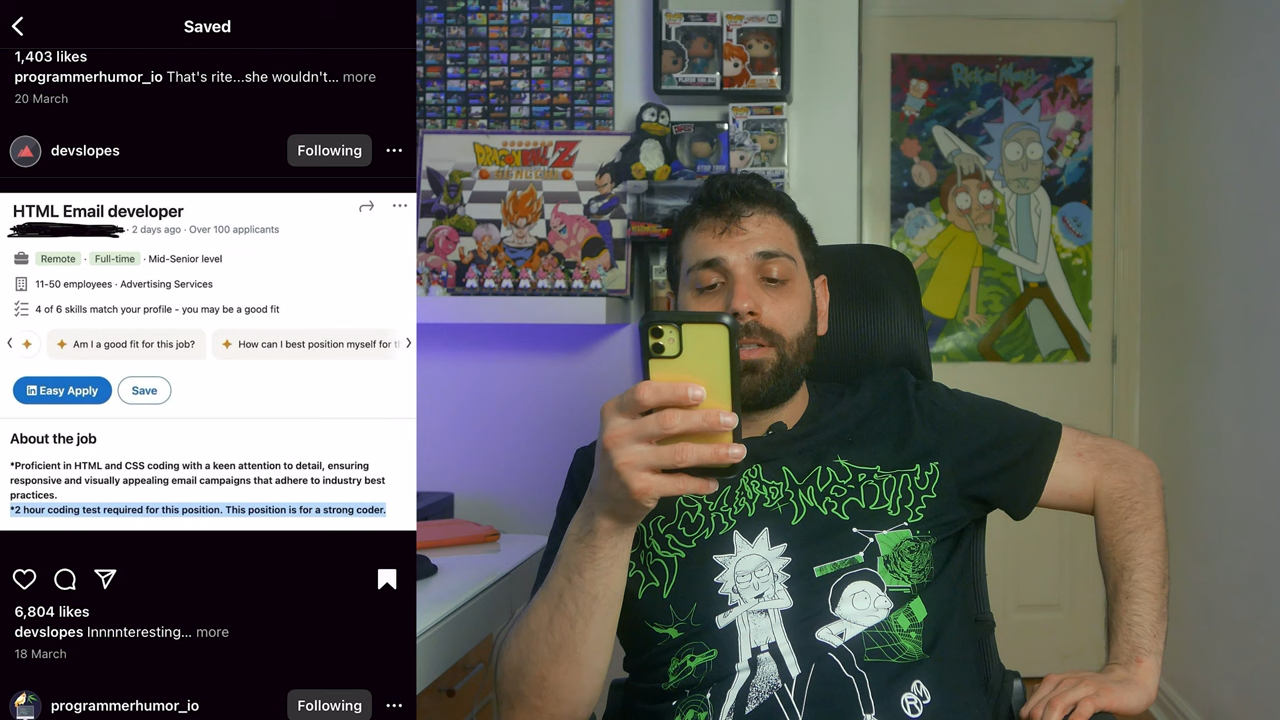 Saved
1,403 likes
programmerhumor_io That's rite...she wouldn't... more
20 March
devslopes
Following
HTML Email developer
· 2 days ago · Over 100 applicants
Remote · Full-time · Mid-Senior level
11-50 employees · Advertising Services
4 of 6 skills match your profile - you may be a good fit
Am I a good fit for this job?
How can I best position myself for t
in Easy Apply
Save
About the job
*Proficient in HTML and CSS coding with a keen attention to detail, ensuring
responsive and visually appealing email campaigns that adhere to industry best
practices.
*2 hour coding test required for this position. This position is for a strong coder.
6,804 likes
devslopes Innnnteresting... more
18 March
programmerhumor_io
Following
DRAGONBALL Z
Rick and Morty
RICK AND MORTY